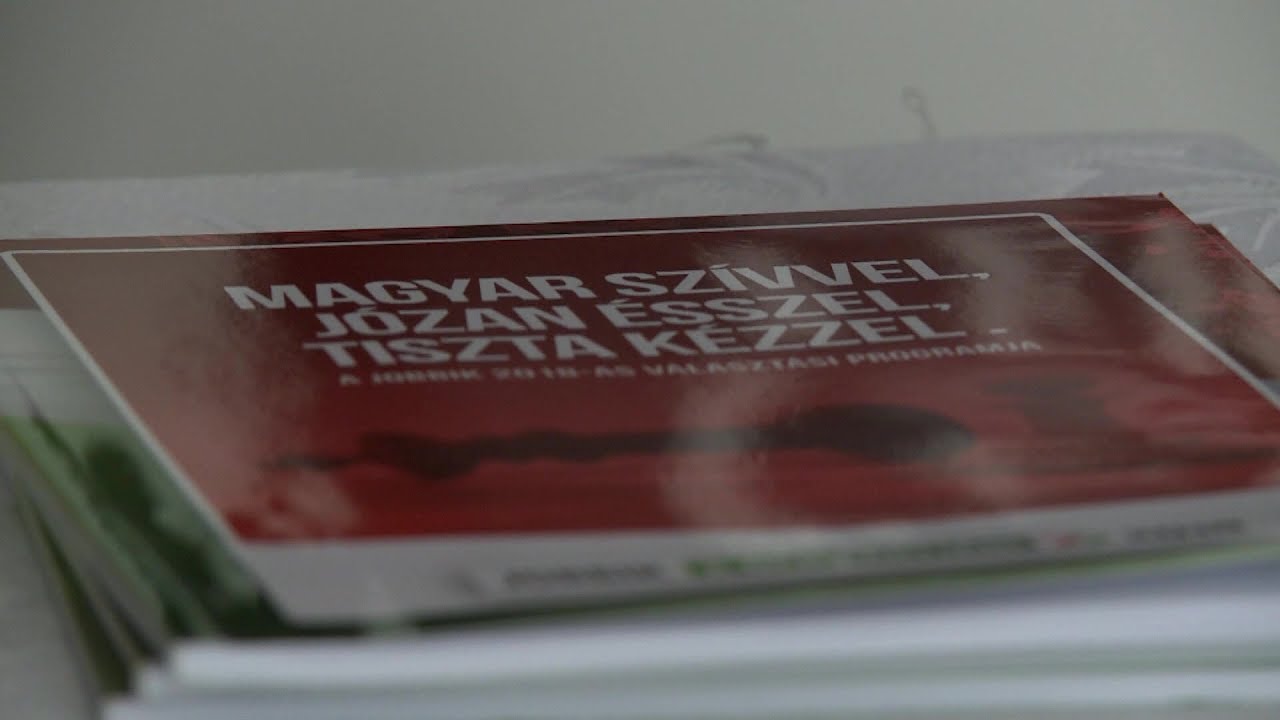 MAGYAR SZÍVVEL,
JÓZAN ÉSSZEL,
TISZTA KÉZZEL
A JOBBIK 2018-AS VÁLASZTÁSI PROGRAMJA